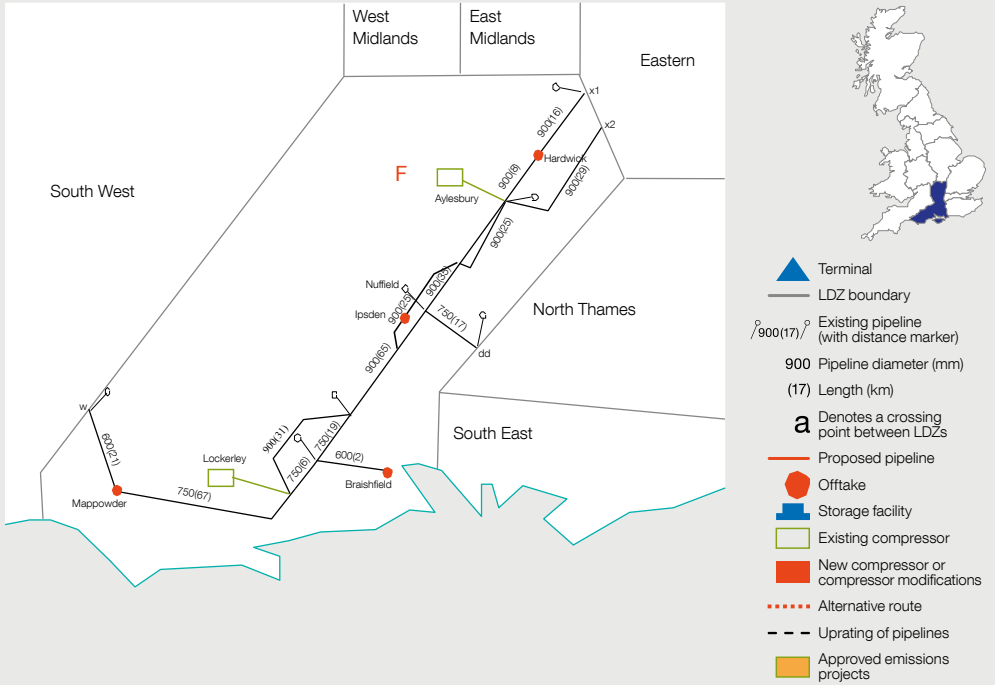 West
Midlands
East
Midlands
Eastern
South West
x1
900(16)
x2
Hardwick
F
900(8)
900(29)
Aylesbury
900(25)
900(33)
Nuffield
900(25)
Ipsden
750(17)
North Thames
dd
900(65)
w
600(21)
Mappowder
750(67)
Lockerley
900(31)
750(19)
750(6)
600(2)
Braishfield
South East
Terminal
LDZ boundary
900(17)
Existing pipeline
(with distance marker)
900 Pipeline diameter (mm)
(17) Length (km)
a Denotes a crossing
point between LDZs
Proposed pipeline
Offtake
Storage facility
Existing compressor
New compressor or
compressor modifications
Alternative route
Uprating of pipelines
Approved emissions
projects